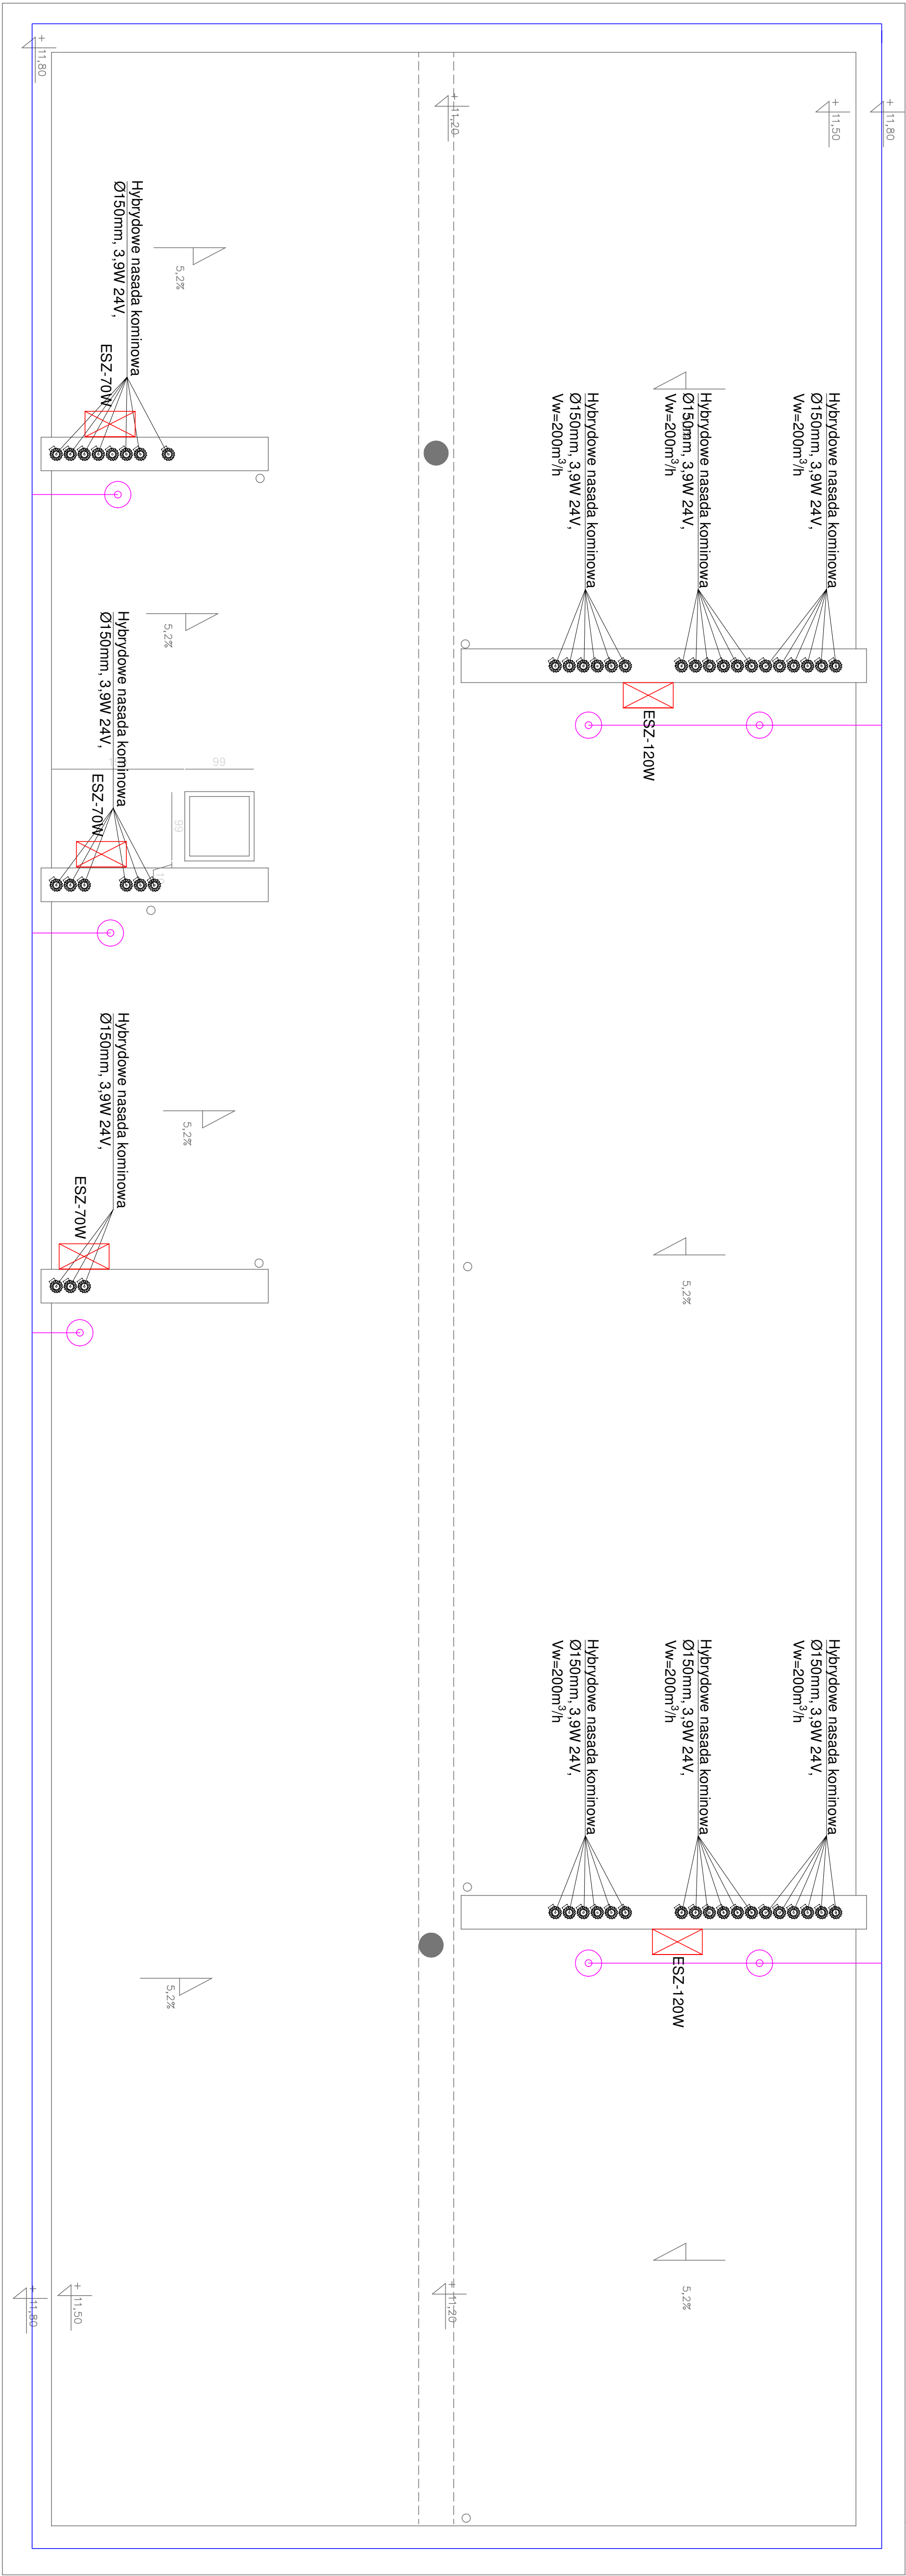 + 11,80
+ 11,20
+ 11,50
+ 11,80
Hybrydowe nasada kominowa
Ø150mm, 3,9W 24V,
5,2%
ESZ-70W
Hybrydowe nasada kominowa
Ø150mm, 3,9W 24V,
Vw=200m³/h
Hybrydowe nasada kominowa
Ø150mm, 3,9W 24V,
Vw=200m³/h
Hybrydowe nasada kominowa
Ø150mm, 3,9W 24V,
Vw=200m³/h
ESZ-120W
Hybrydowe nasada kominowa
Ø150mm, 3,9W 24V,
5,2%
99
99
ESZ-70W
Hybrydowe nasada kominowa
Ø150mm, 3,9W 24V,
5,2%
ESZ-70W
5,2%
Hybrydowe nasada kominowa
Ø150mm, 3,9W 24V,
Vw=200m³/h
Hybrydowe nasada kominowa
Ø150mm, 3,9W 24V,
Vw=200m³/h
Hybrydowe nasada kominowa
Ø150mm, 3,9W 24V,
Vw=200m³/h
ESZ-120W
5,2%
5,2%
+ 11,80
+ 11,50
+ 11,20